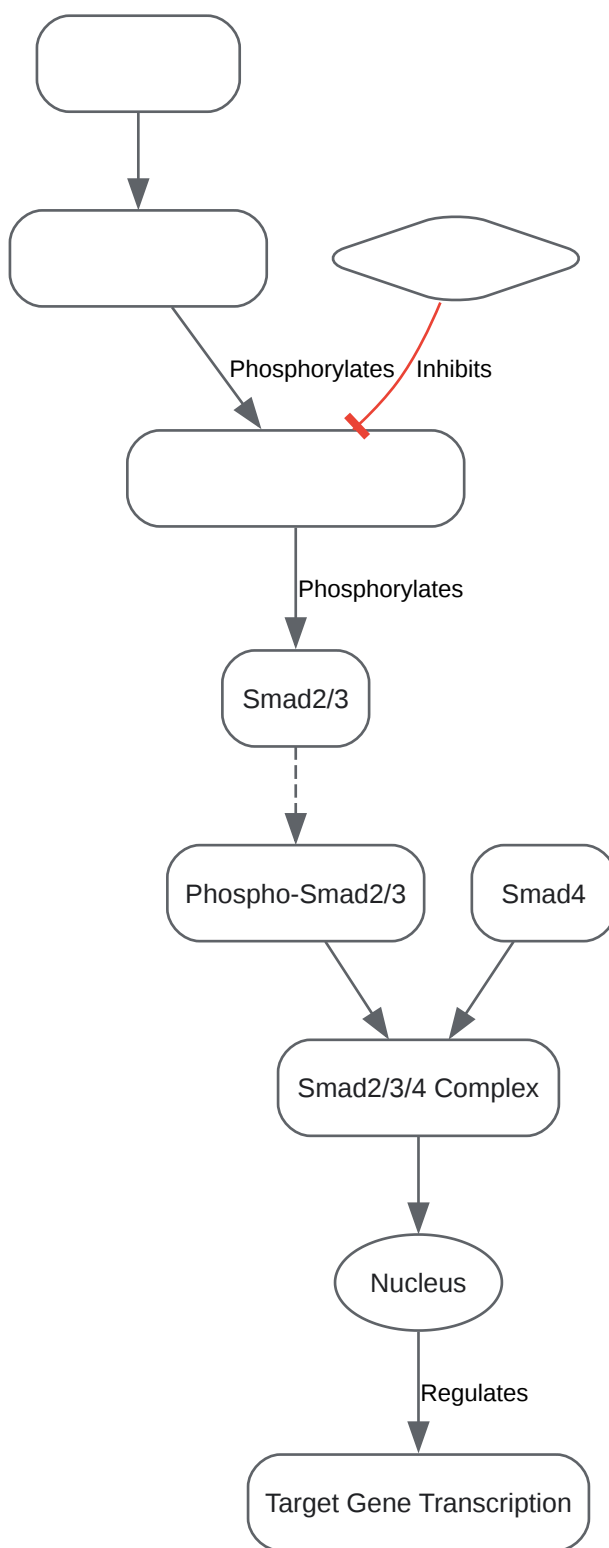 Phosphorylates
Inhibits
Phosphorylates
Smad2/3
Phospho-Smad2/3
Smad4
Smad2/3/4 Complex
Nucleus
Regulates
Target Gene Transcription